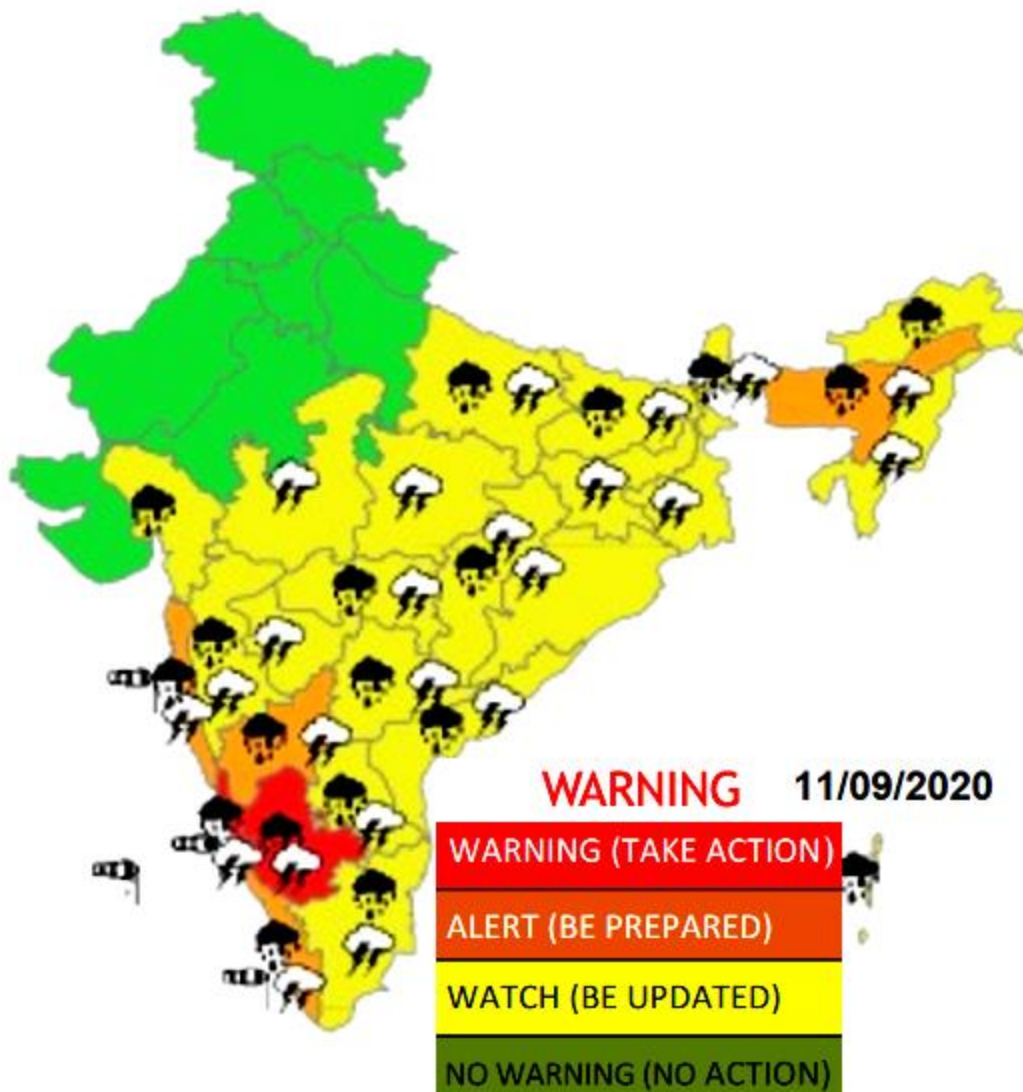 WARNING 11/09/2020
WARNING (TAKE ACTION)
ALERT (BE PREPARED)
WATCH (BE UPDATED)
NO WARNING (NO ACTION)